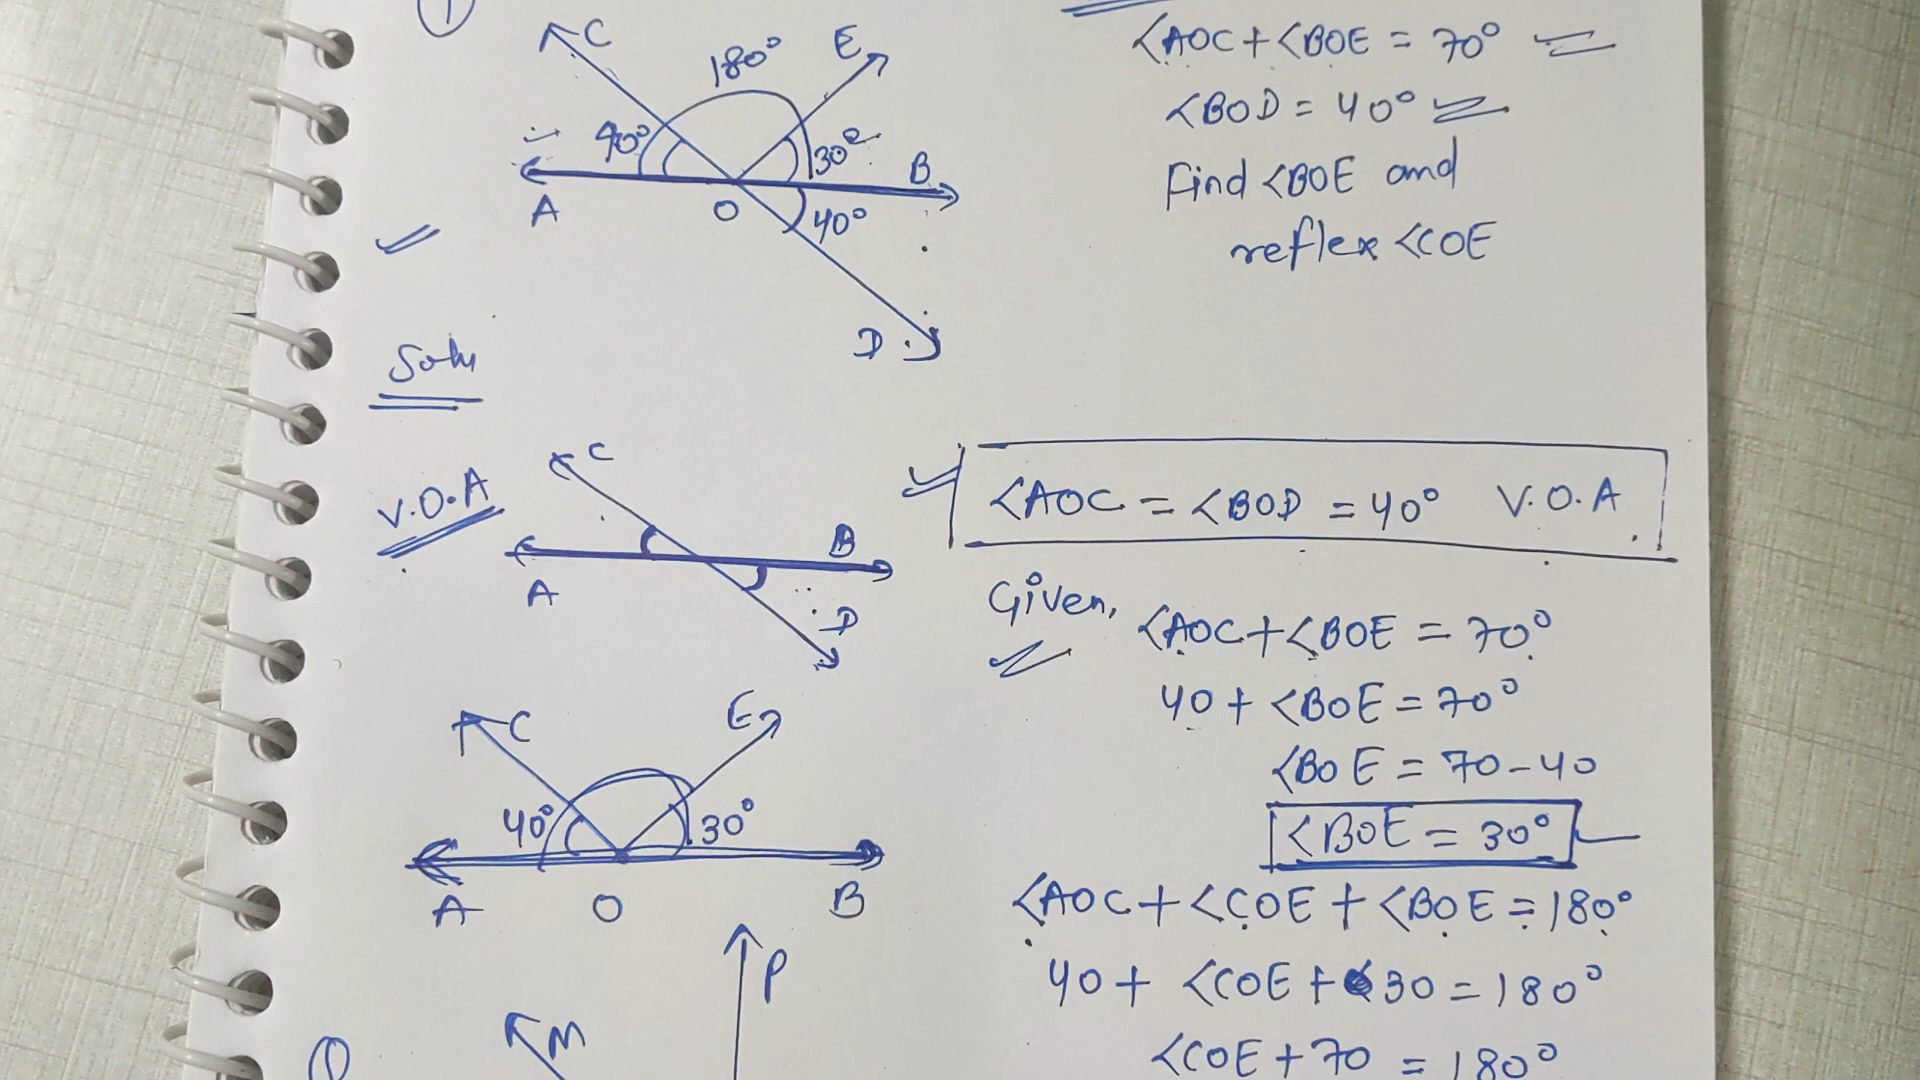 1
C
180°
E
40°
30°
A
O
B
40°
D
∠AOC+∠BOE = 70°
∠BOD = 40°
Find ∠BOE and
reflex ∠COE
Soln
V.O.A
C
B
A
D
∠AOC = ∠BOD = 40° V.O.A
Given,
∠AOC+∠BOE = 70°
40 + ∠BOE = 70°
∠BOE = 70-40
∠BOE = 30°
C
E
40°
30°
A
O
B
∠AOC+∠COE+∠BOE = 180°
40+ ∠COE + 30 = 180°
∠COE+70 = 180°
P
M